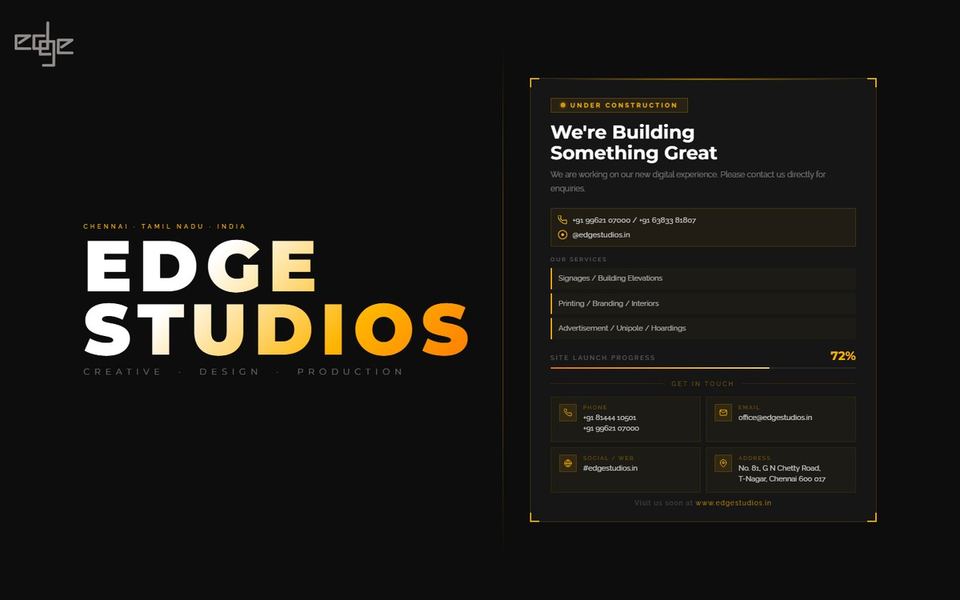 edge
CHENNAI · TAMIL NADU · INDIA
EDGE
STUDIOS
CREATIVE · DESIGN · PRODUCTION
UNDER CONSTRUCTION
We're Building
Something Great
We are working on our new digital experience. Please contact us directly for
enquiries.
+91 99621 07000 / +91 63833 81807
@edgestudios.in
OUR SERVICES
Signages / Building Elevations
Printing / Branding / Interiors
Advertisement / Unipole / Hoardings
SITE LAUNCH PROGRESS 72%
GET IN TOUCH
PHONE
+91 81444 10501
+91 99621 07000
EMAIL
office@edgestudios.in
SOCIAL / WEB
#edgestudios.in
ADDRESS
No. 81, G N Chetty Road,
T-Nagar, Chennai 600 017
Visit us soon at www.edgestudios.in